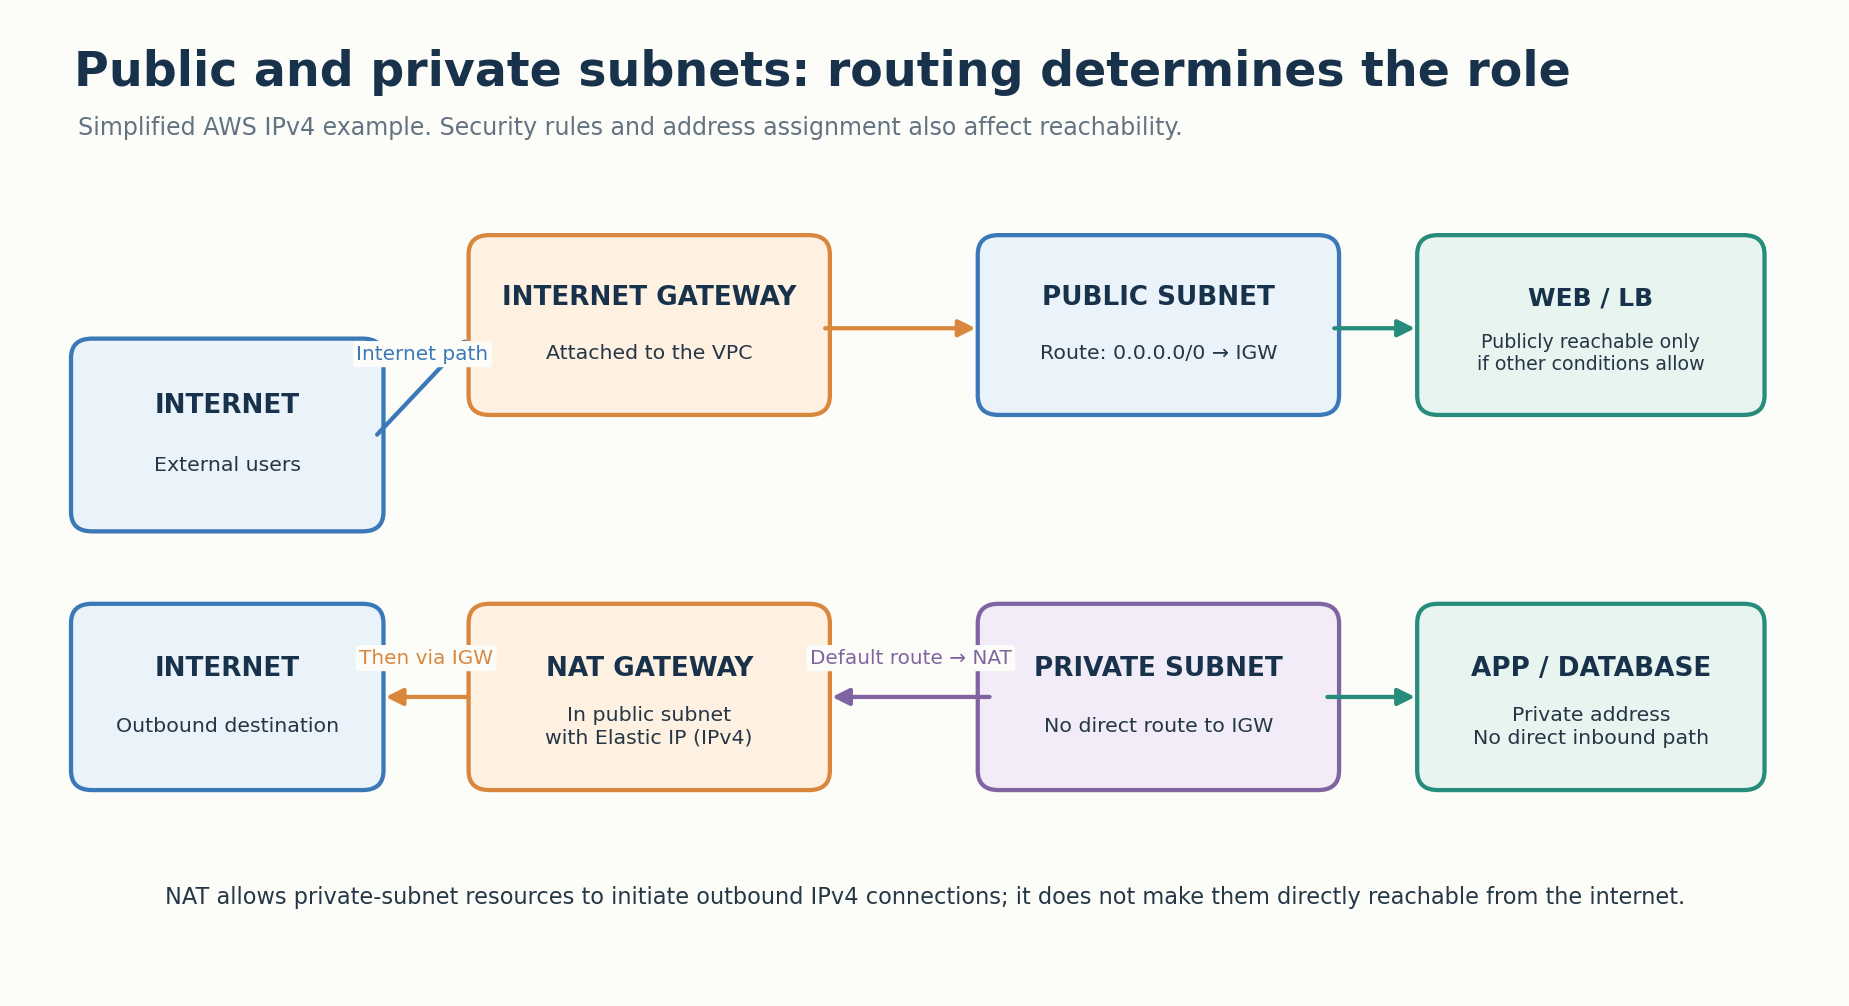 Public and private subnets: routing determines the role
Simplified AWS IPv4 example. Security rules and address assignment also affect reachability.
INTERNET
External users
Internet path
INTERNET GATEWAY
Attached to the VPC
PUBLIC SUBNET
Route: 0.0.0.0/0 → IGW
WEB / LB
Publicly reachable only
if other conditions allow
INTERNET
Outbound destination
Then via IGW
NAT GATEWAY
In public subnet
with Elastic IP (IPv4)
Default route → NAT
PRIVATE SUBNET
No direct route to IGW
APP / DATABASE
Private address
No direct inbound path
NAT allows private-subnet resources to initiate outbound IPv4 connections; it does not make them directly reachable from the internet.